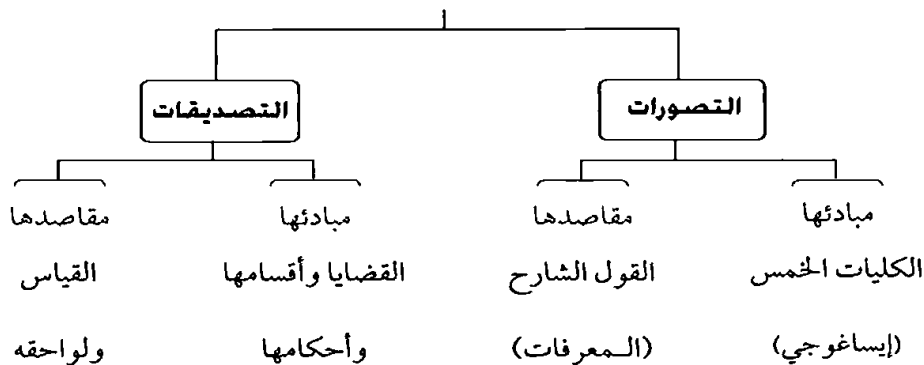 التصورات
التصديقات
مبادئها
مقاصدها
مبادئها
مقاصدها
الكليات الخمس
القول الشارح
القضايا وأقسامها
القياس
(إيساغوجي)
(المعرفات)
وأحكامها
ولواحقه